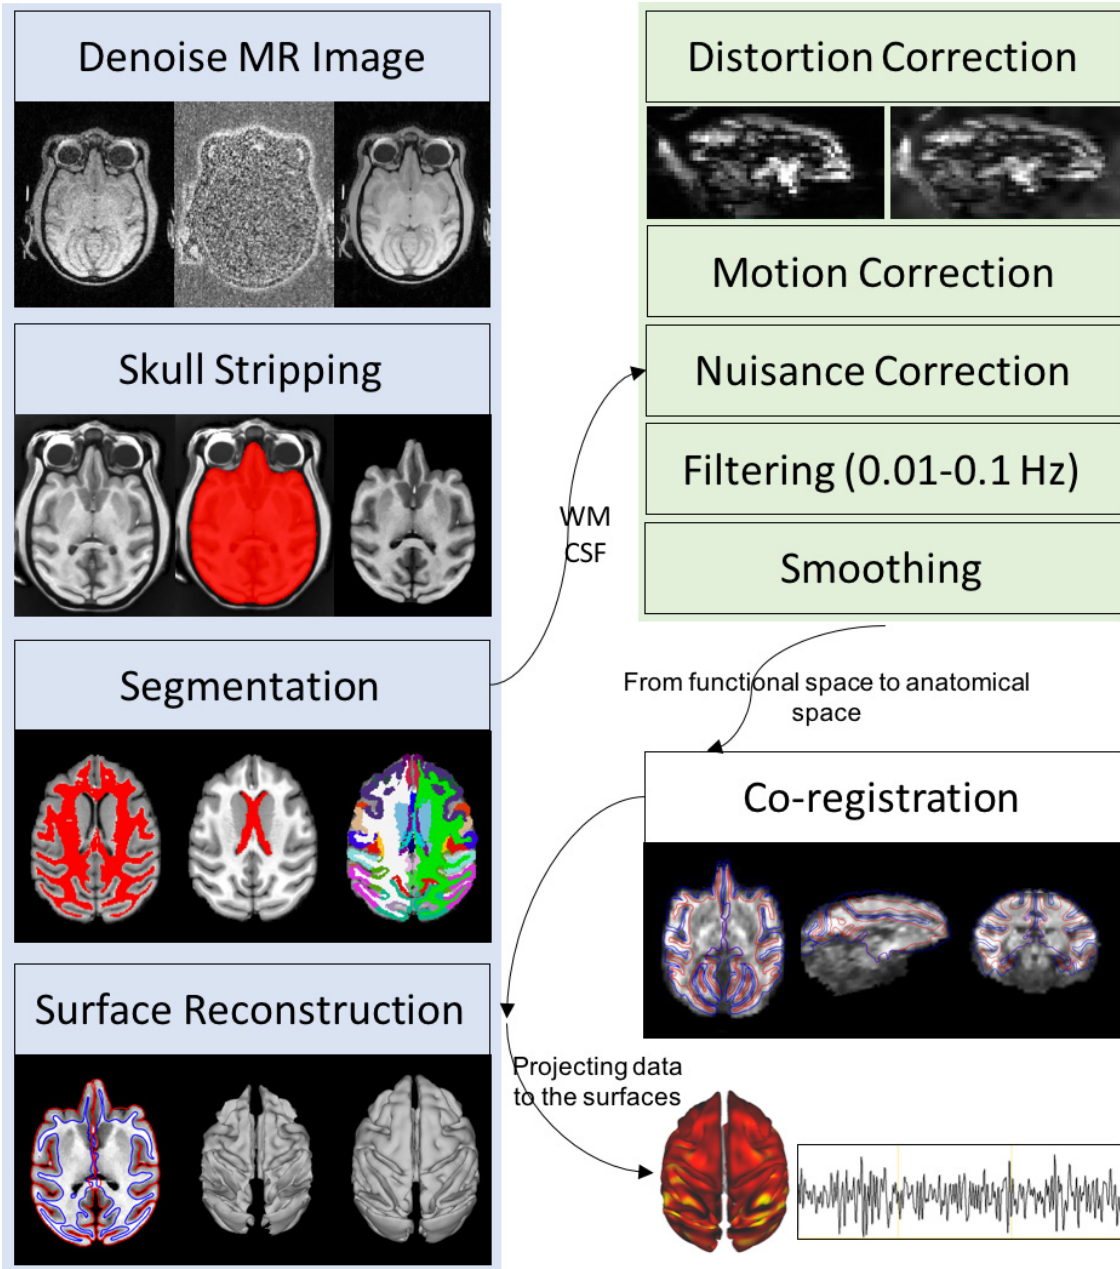 Denoise MR Image
Skull Stripping
Segmentation
Surface Reconstruction
WM
CSF
Distortion Correction
Motion Correction
Nuisance Correction
Filtering (0.01-0.1 Hz)
Smoothing
From functional space to anatomical
space
Co-registration
Projecting data
to the surfaces